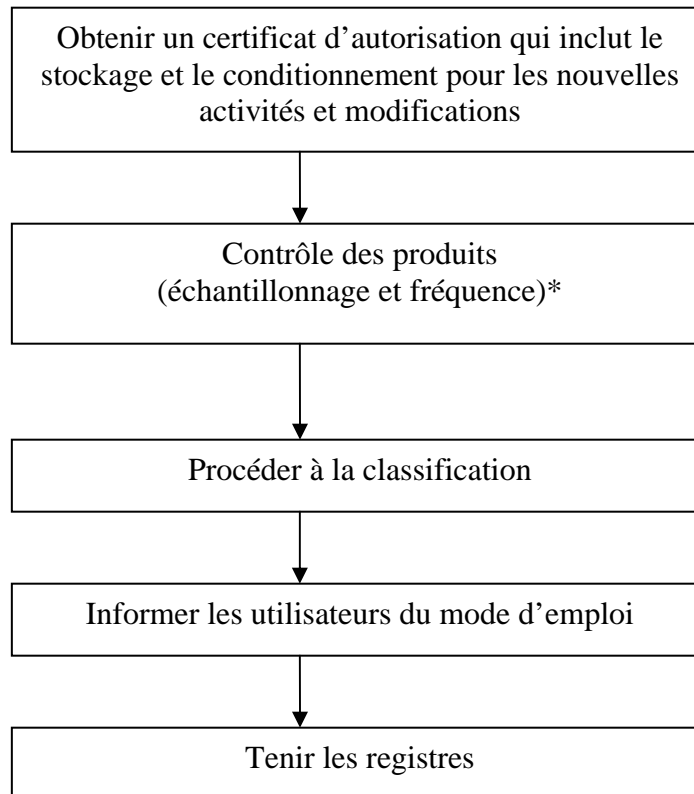 Obtenir un certificat d’autorisation qui inclut le
stockage et le conditionnement pour les nouvelles
activités et modifications
Contrôle des produits
(échantillonnage et fréquence)*
Procéder à la classification
Informer les utilisateurs du mode d’emploi
Tenir les registres